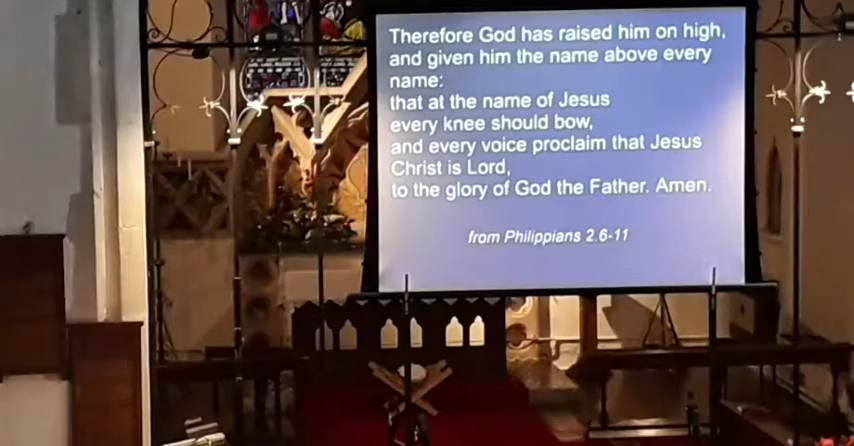 Therefore God has raised him on high,
and given him the name above every
name:
that at the name of Jesus
every knee should bow,
and every voice proclaim that Jesus
Christ is Lord,
to the glory of God the Father. Amen.
from Philippians 2.6-11